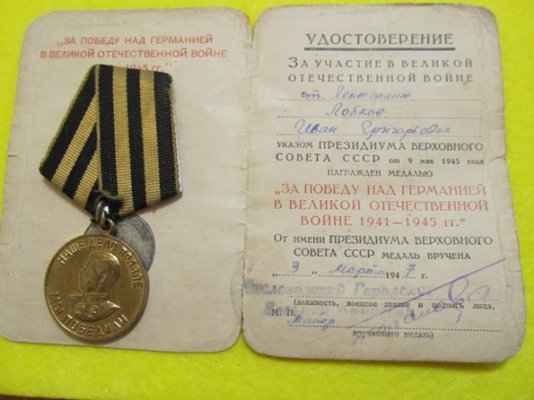 „ЗА ПОБЕДУ НАД ГЕРМАНИЕЙ
В ВЕЛИКОЙ ОТЕЧЕСТВЕННОЙ ВОЙНЕ
1945 гг."
НАШЕ ДЕЛО ПРАВОЕ
МЫ ПОБЕДИЛИ
УДОСТОВЕРЕНИЕ
ЗА УЧАСТИЕ В ВЕЛИКОЙ
ОТЕЧЕСТВЕННОЙ ВОЙНЕ
ст. Лейтенант
Лобков
Иван Григорьевич
УКАЗОМ ПРЕЗИДИУМА ВЕРХОВНОГО
СОВЕТА СССР от 9 мая 1945 года
НАГРАЖДЕН МЕДАЛЬЮ
„ЗА ПОБЕДУ НАД ГЕРМАНИЕЙ
В ВЕЛИКОЙ ОТЕЧЕСТВЕННОЙ
ВОЙНЕ 1941—1945 гг."
От имени ПРЕЗИДИУМА ВЕРХОВНОГО
СОВЕТА СССР МЕДАЛЬ ВРУЧЕНА
„3" марта 1947 г.
(должность, военное звание и подпись лица,
М. П. майор
вручившего медаль)